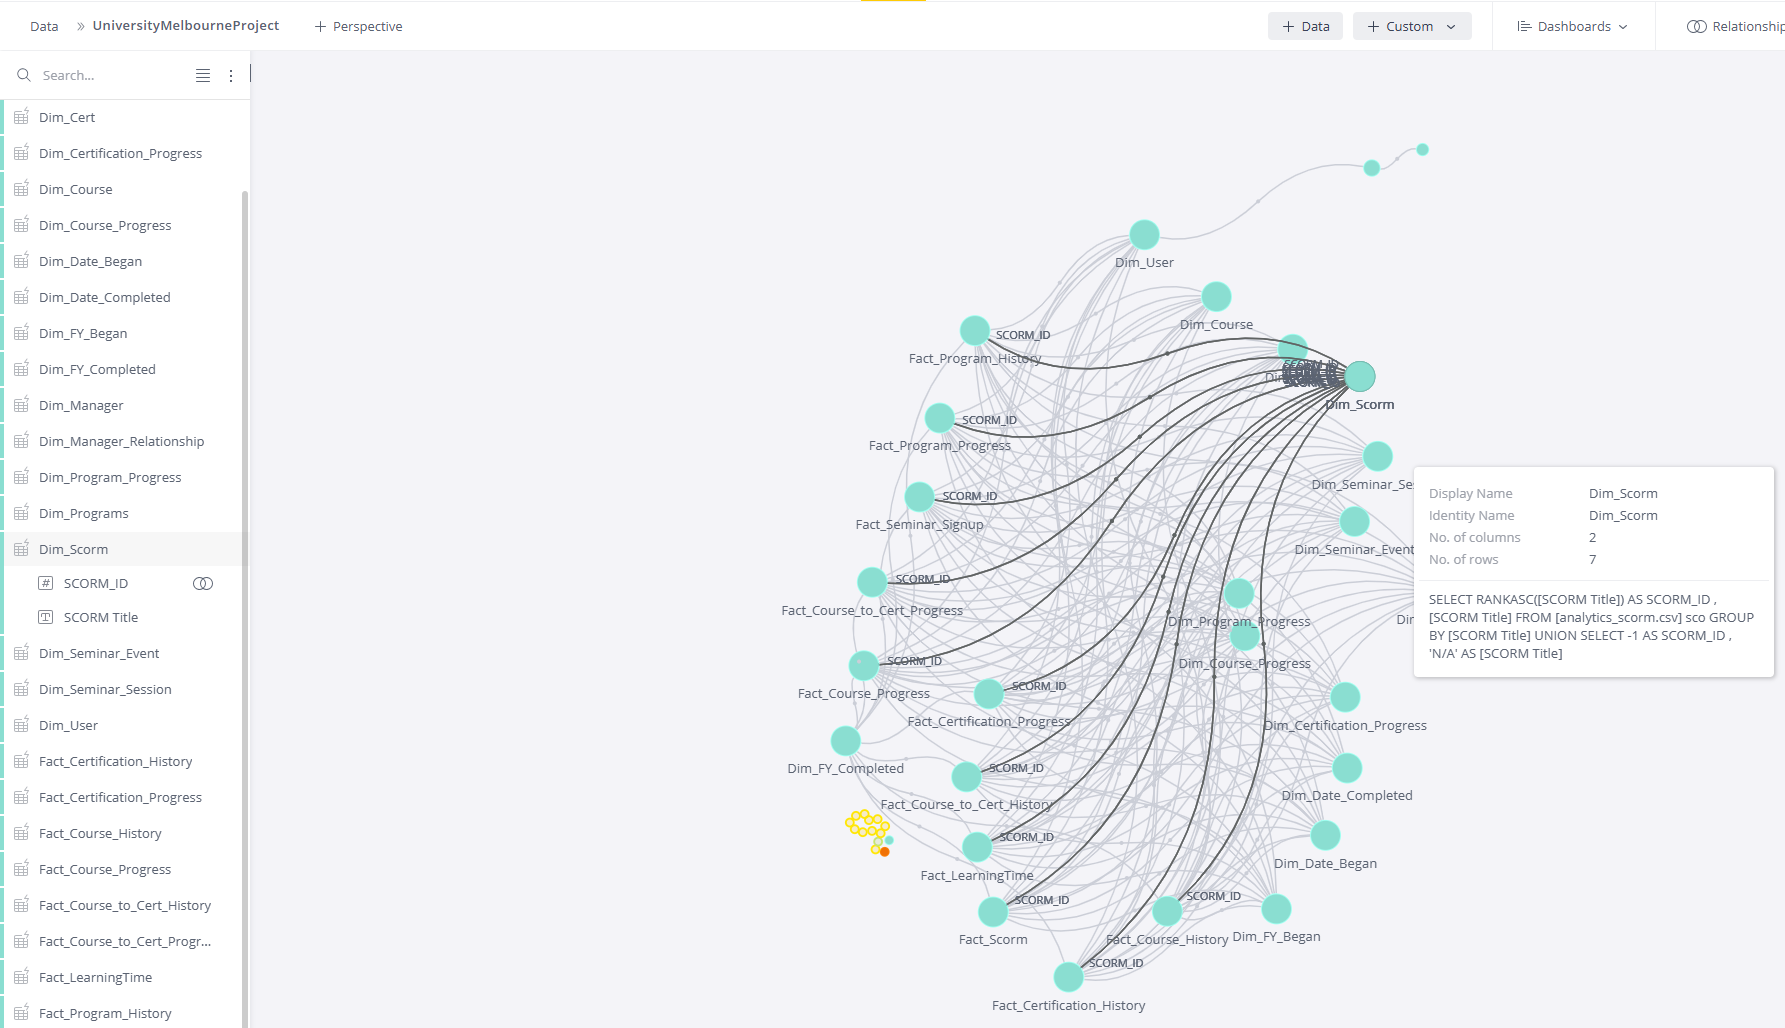 Data » UniversityMelbourneProject + Perspective + Data + Custom Dashboards
Search...
Dim_Cert
Dim_Certification_Progress
Dim_Course
Dim_Course_Progress
Dim_Date_Began
Dim_Date_Completed
Dim_FY_Began
Dim_FY_Completed
Dim_Manager
Dim_Manager_Relationship
Dim_Program_Progress
Dim_Programs
Dim_Scorm
# SCORM_ID
T SCORM Title
Dim_Seminar_Event
Dim_Seminar_Session
Dim_User
Fact_Certification_History
Fact_Certification_Progress
Fact_Course_History
Fact_Course_Progress
Fact_Course_to_Cert_History
Fact_Course_to_Cert_Progr...
Fact_LearningTime
Fact_Program_History
Dim_User
Dim_Course
SCORM_ID
Fact_Program_History
Dim_Scorm
SCORM_ID
Fact_Program_Progress
Dim_Seminar_Se
SCORM_ID
Fact_Seminar_Signup
Dim_Seminar_Event
SCORM_ID
Fact_Course_to_Cert_Progress
Dim_Program_Progress
SCORM_ID
Fact_Course_Progress
Dim_Course_Progress
SCORM_ID
Fact_Certification_Progress
Dim_Certification_Progress
Dim_FY_Completed
SCORM_ID
Fact_Course_to_Cert_History
Dim_Date_Completed
SCORM_ID
Fact_LearningTime
Dim_Date_Began
SCORM_ID
Fact_Scorm
SCORM_ID
Fact_Course_History
Dim_FY_Began
SCORM_ID
Fact_Certification_History
Display Name Dim_Scorm
Identity Name Dim_Scorm
No. of columns 2
No. of rows 7
SELECT RANKASC([SCORM Title]) AS SCORM_ID ,
[SCORM Title] FROM [analytics_scorm.csv] sco GROUP
BY [SCORM Title] UNION SELECT -1 AS SCORM_ID ,
'N/A' AS [SCORM Title]